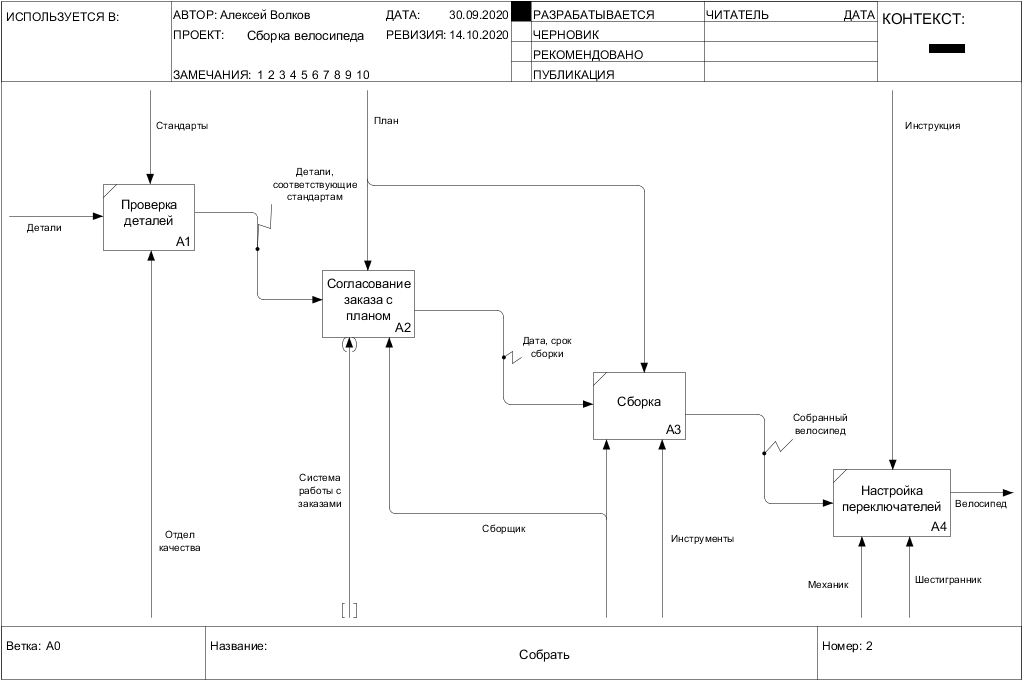 ИСПОЛЬЗУЕТСЯ В:
АВТОР: Алексей Волков
ДАТА: 30.09.2020
ПРОЕКТ: Сборка велосипеда
РЕВИЗИЯ: 14.10.2020
ЗАМЕЧАНИЯ: 1 2 3 4 5 6 7 8 9 10
РАЗРАБАТЫВАЕТСЯ
ЧЕРНОВИК
РЕКОМЕНДОВАНО
ПУБЛИКАЦИЯ
ЧИТАТЕЛЬ
ДАТА
КОНТЕКСТ:
Стандарты
План
Инструкция
Детали
Проверка
деталей
A1
Детали,
соответствующие
стандартам
Согласование
заказа с
планом
A2
Дата, срок
сборки
Сборка
A3
Собранный
велосипед
Настройка
переключателей
A4
Велосипед
Отдел
качества
Система
работы с
заказами
Сборщик
Инструменты
Механик
Шестигранник
Ветка: A0
Название:
Собрать
Номер: 2